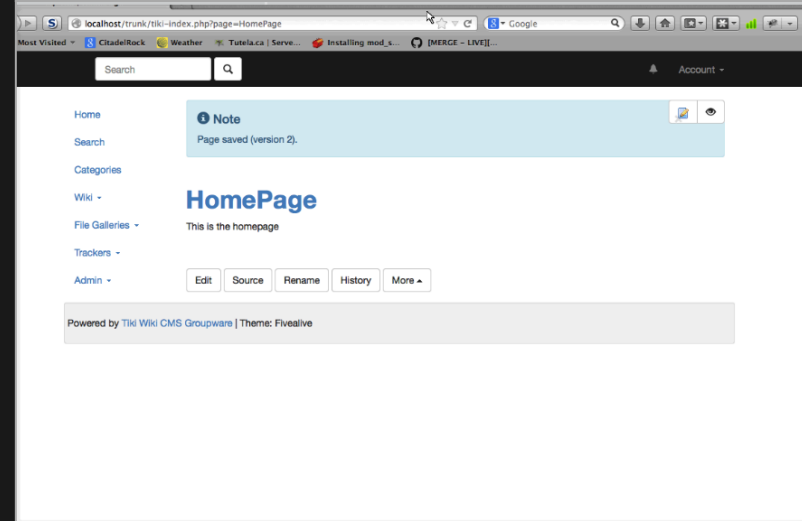 localhost/trunk/tiki-index.php?page=HomePage
Google
Most Visited
CitadelRock
Weather
Tutela.ca | Serve...
Installing mod_s...
[MERGE - LIVE][...
Search
Account
Home
Search
Categories
Wiki
File Galleries
Trackers
Admin
Note
Page saved (version 2).
HomePage
This is the homepage
Edit
Source
Rename
History
More
Powered by Tiki Wiki CMS Groupware | Theme: Fivealive